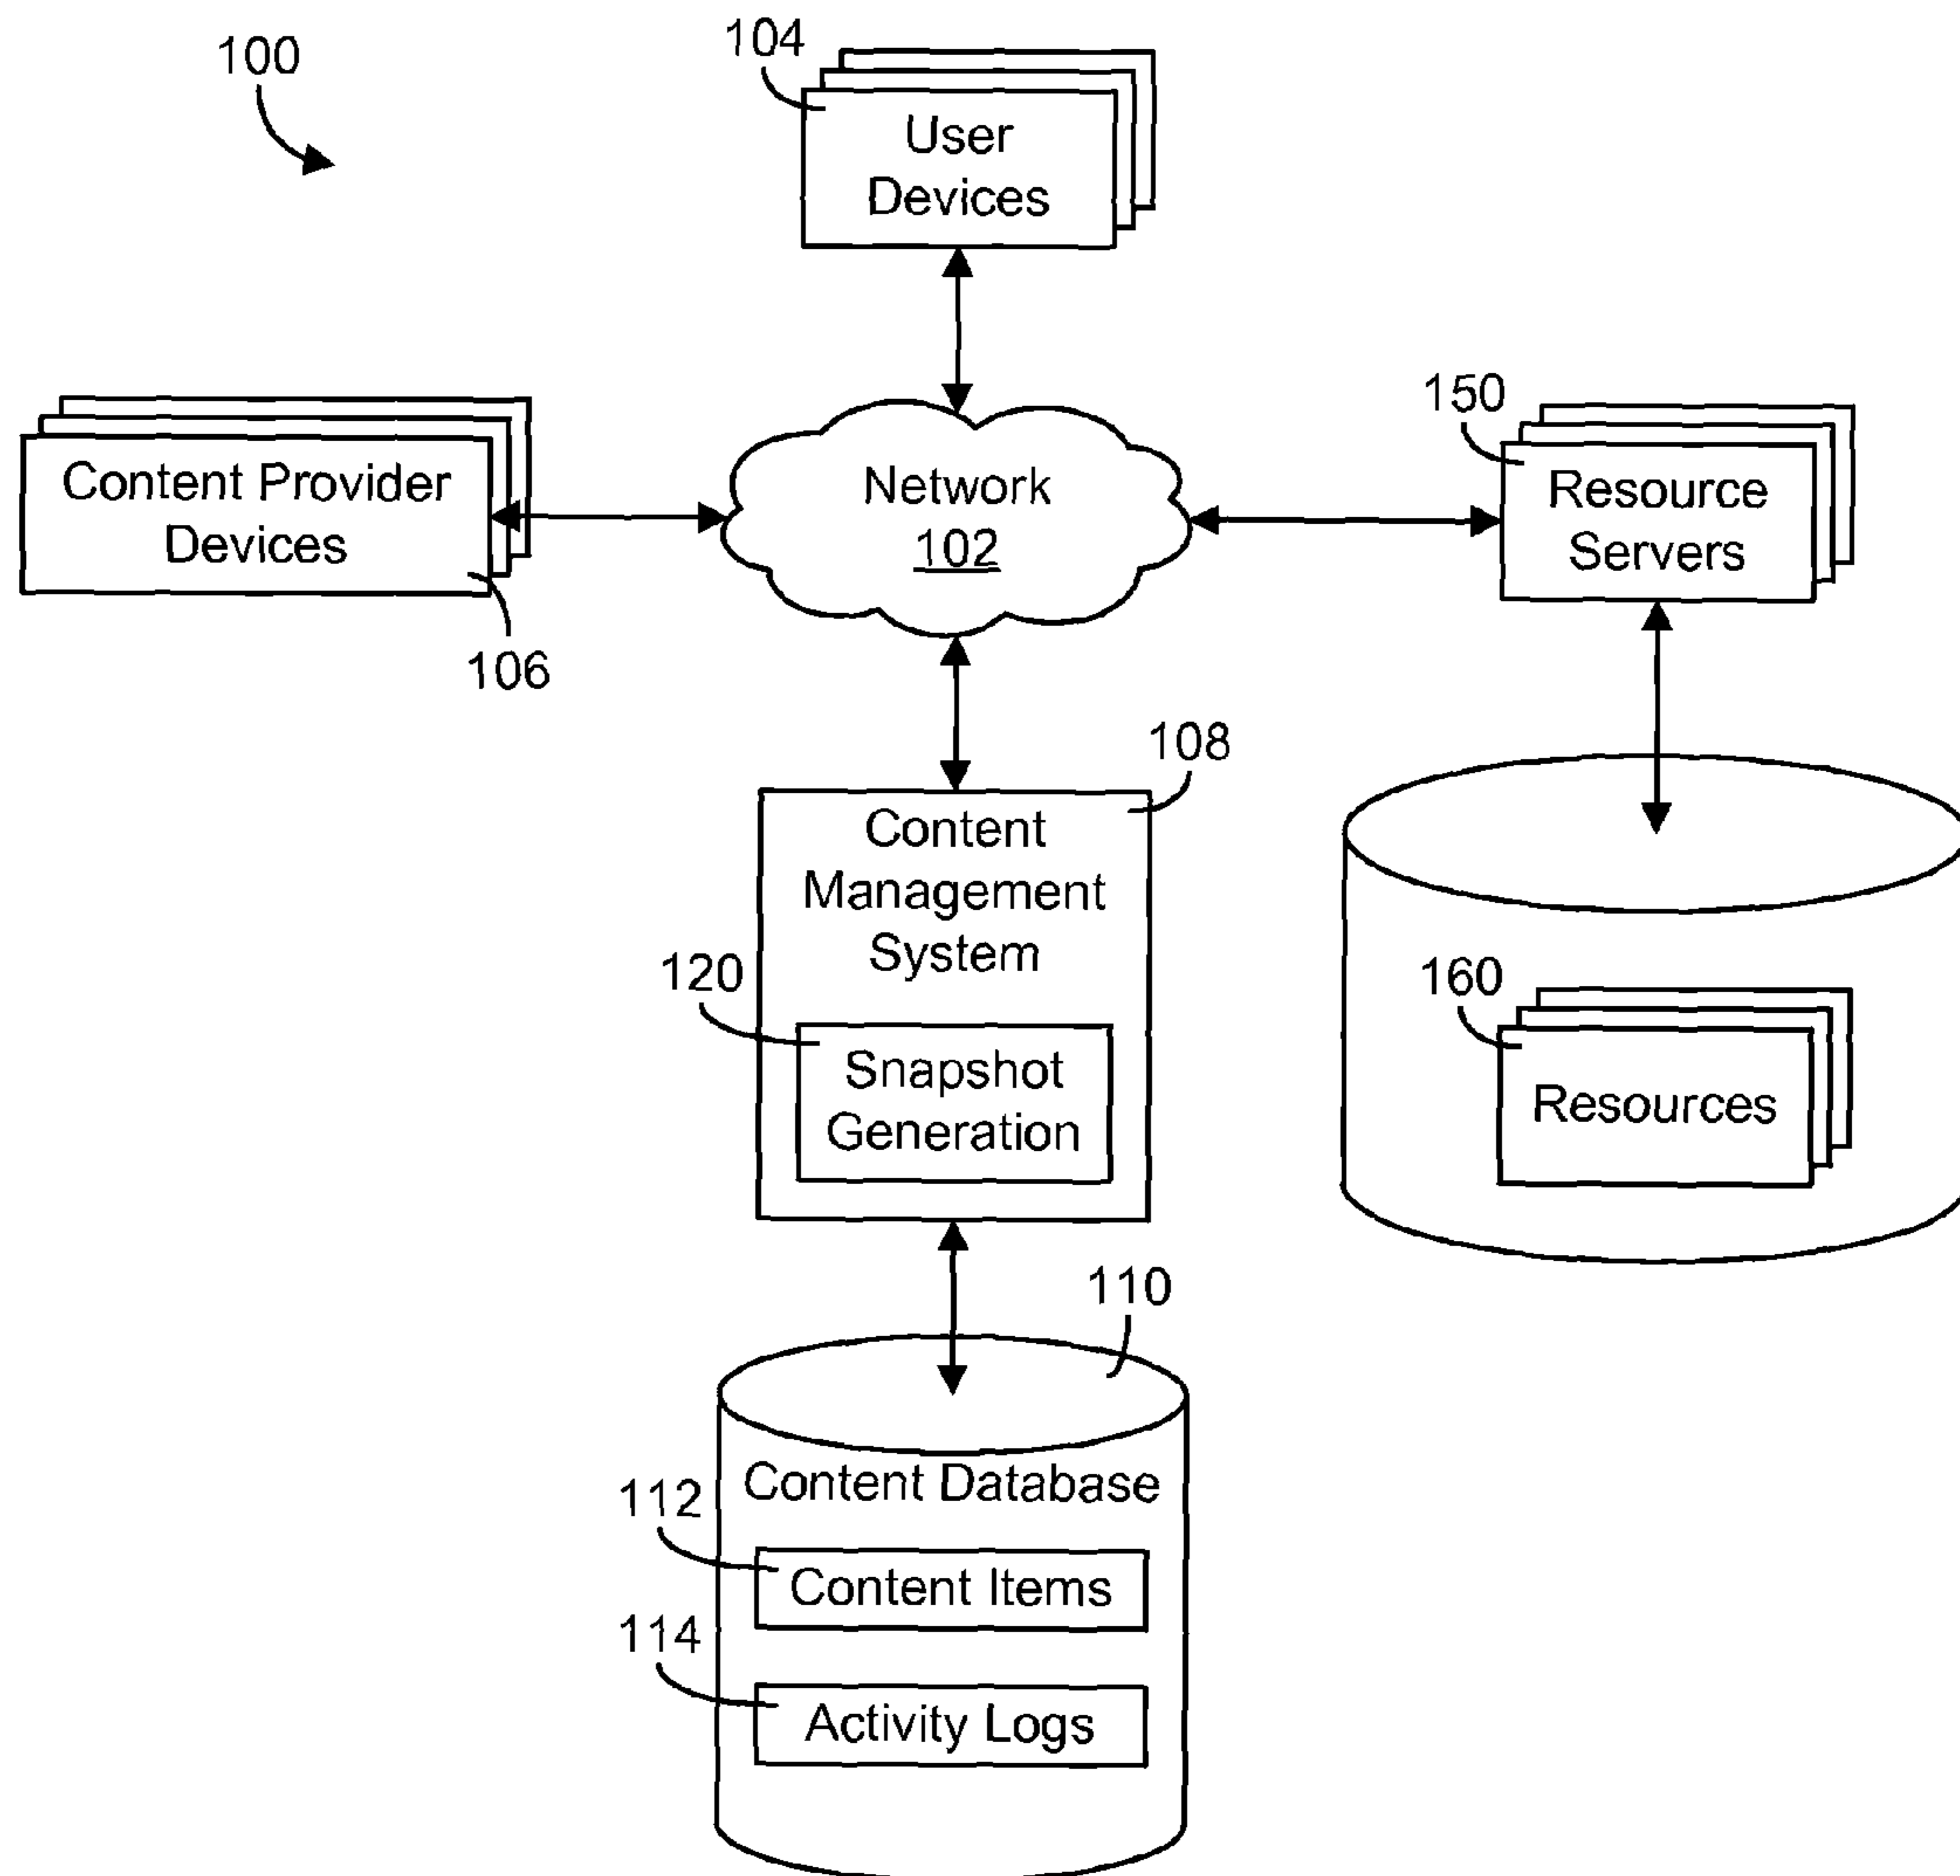 100
104
User
Devices
Content Provider
Devices
106
Network
102
150
Resource
Servers
108
Content
Management
System
120
Snapshot
Generation
160
Resources
110
Content Database
112
Content Items
114
Activity Logs